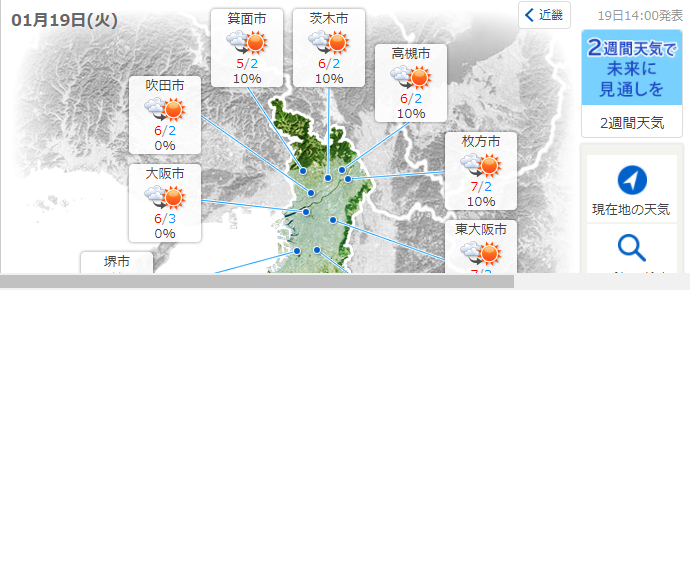 01月19日(火)
近畿
19日14:00発表
箕面市
5/2
10%
茨木市
6/2
10%
高槻市
6/2
10%
吹田市
6/2
0%
枚方市
7/2
10%
大阪市
6/3
0%
東大阪市
堺市
2週間天気で
未来に
見通しを
2週間天気
現在地の天気